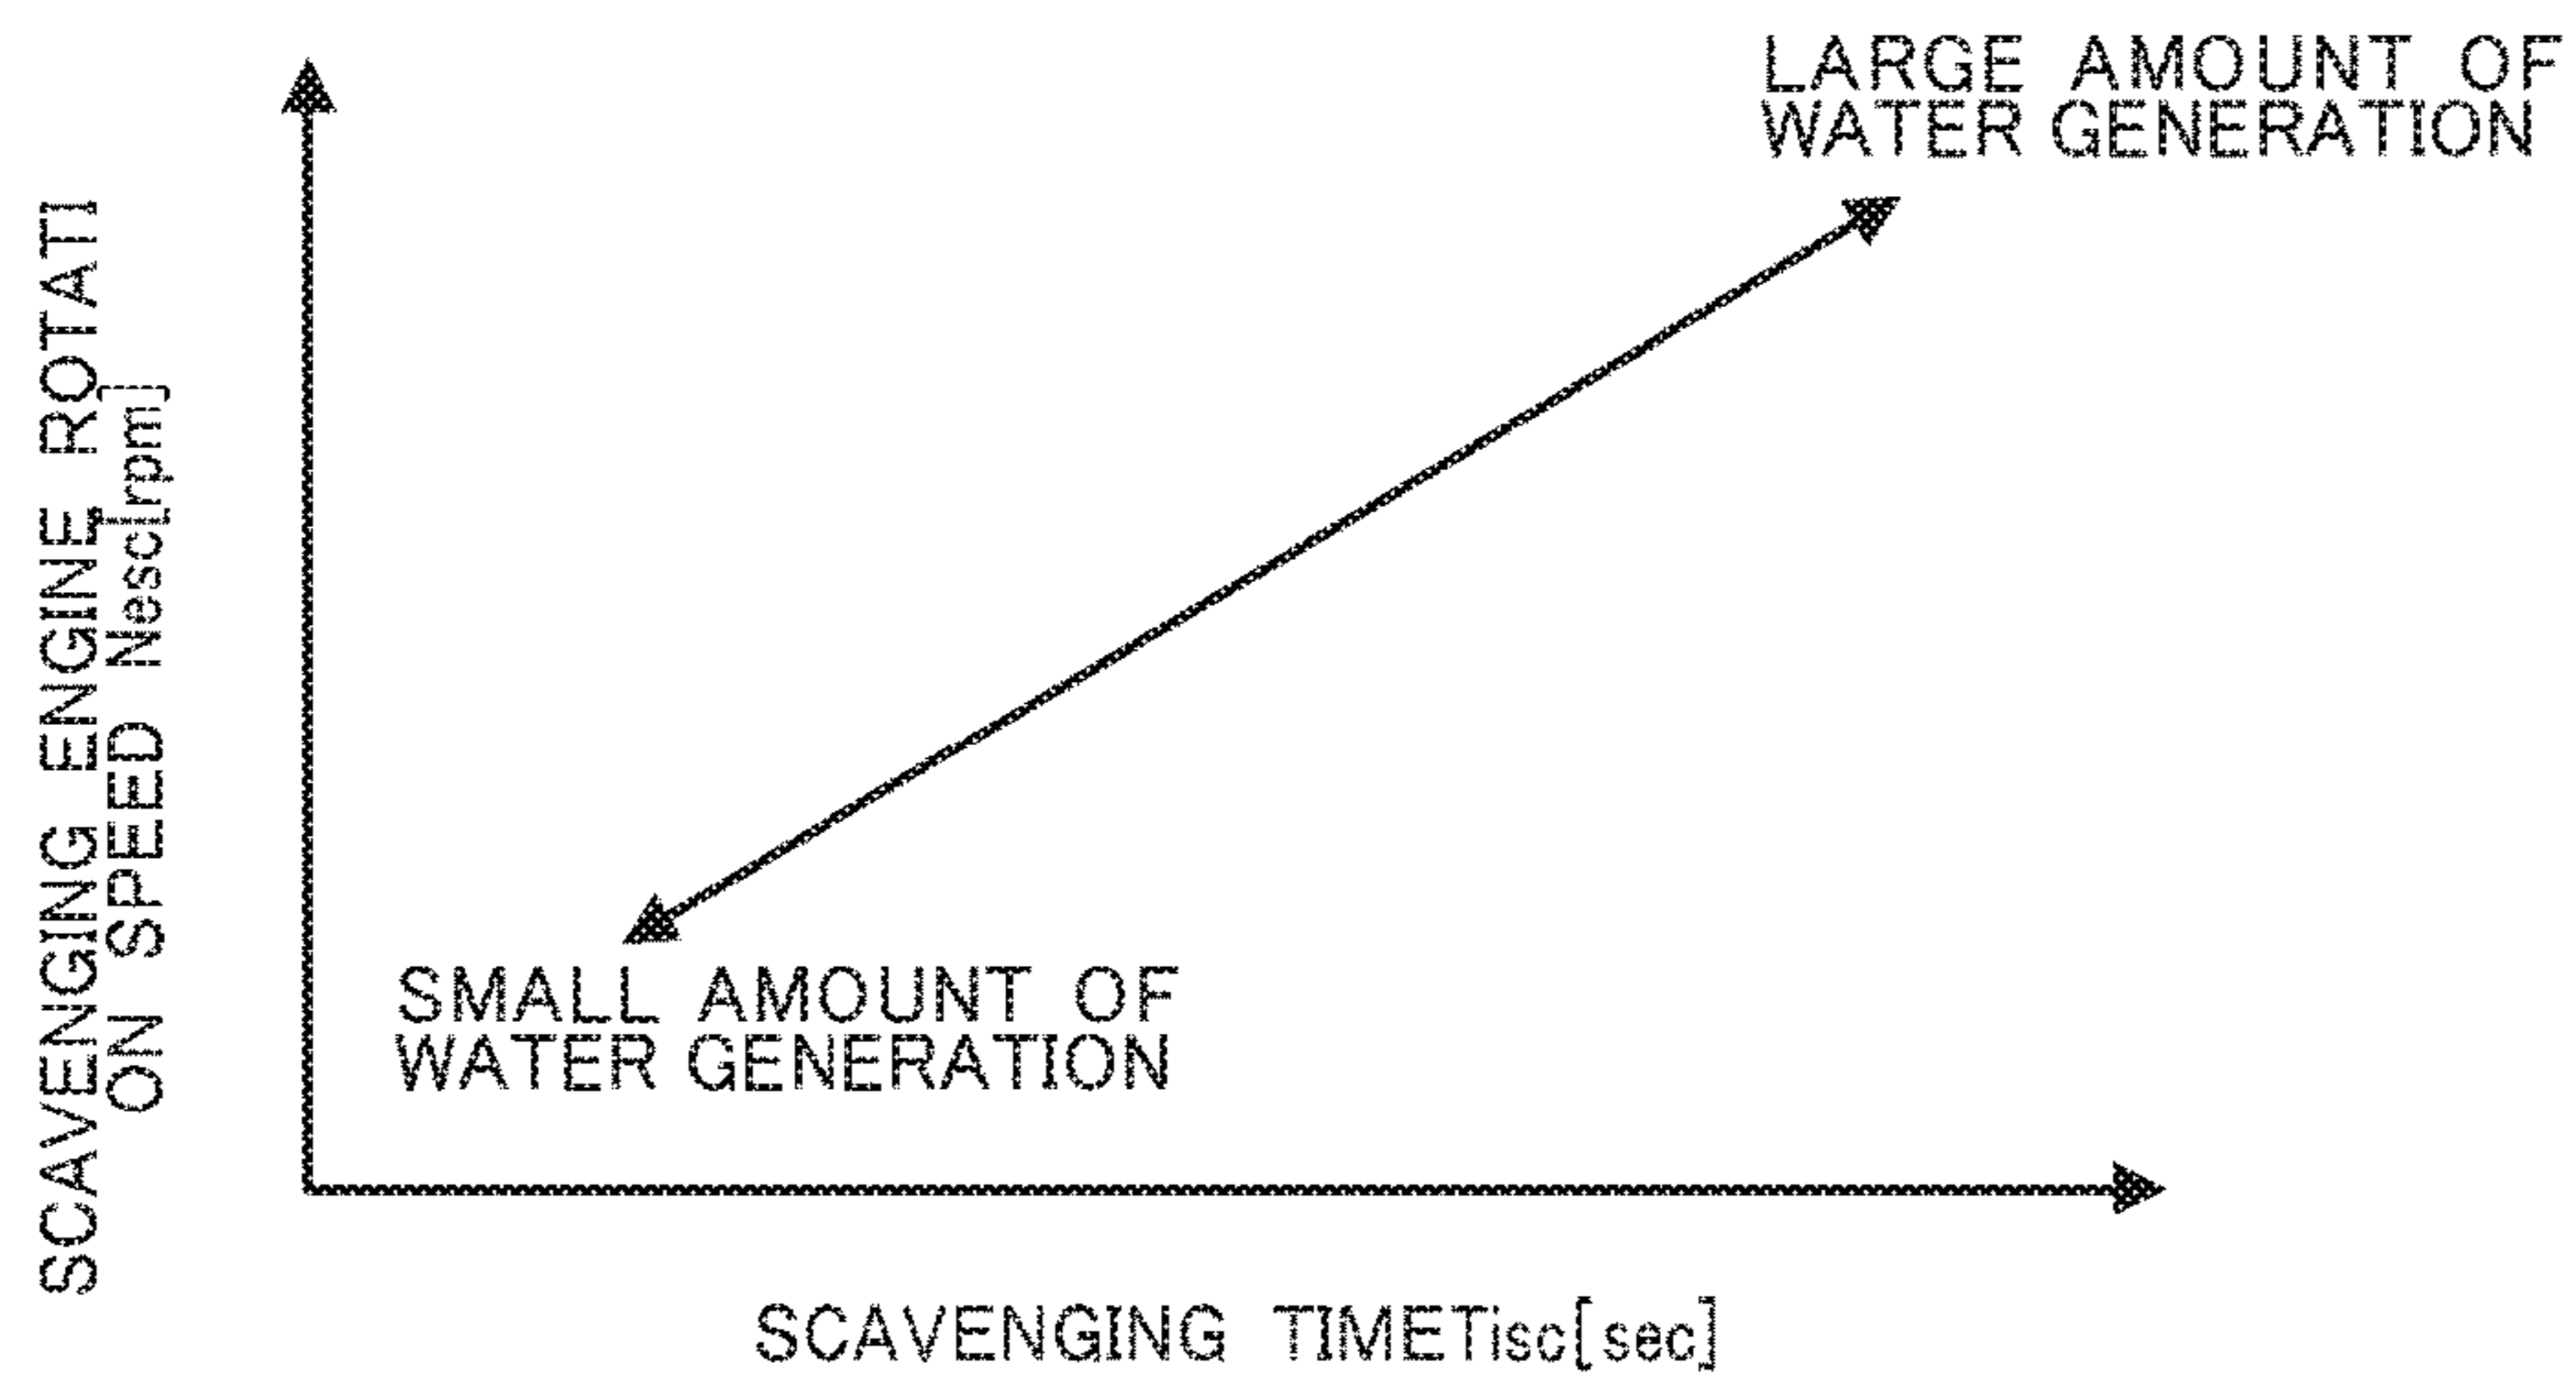 LARGE AMOUNT OF
WATER GENERATION
SCAVENGING ENGINE ROTATI
ON SPEED Nesc[rpm]
SMALL AMOUNT OF
WATER GENERATION
SCAVENGING TIMETisc[sec]